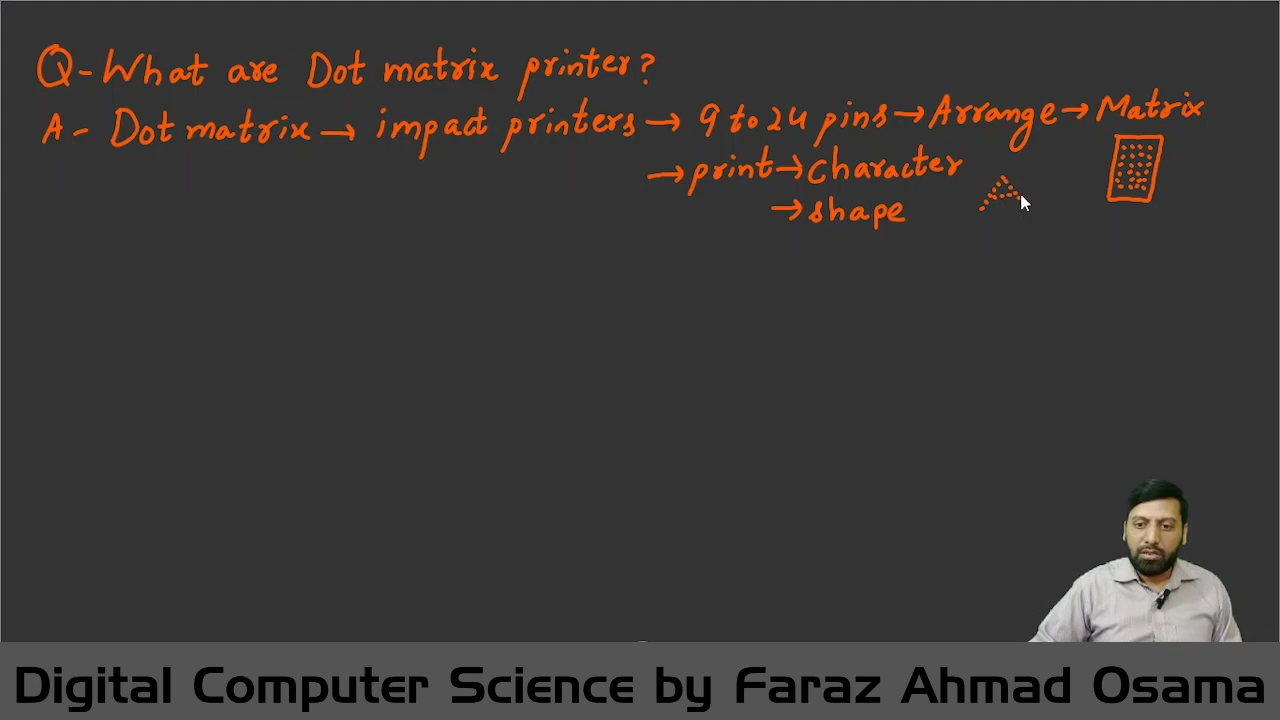 Q- What are Dot matrix printer?
A- Dot matrix → impact printers → 9 to 24 pins → Arrange → Matrix
→ print → Character
→ shape
Digital Computer Science by Faraz Ahmad Osama